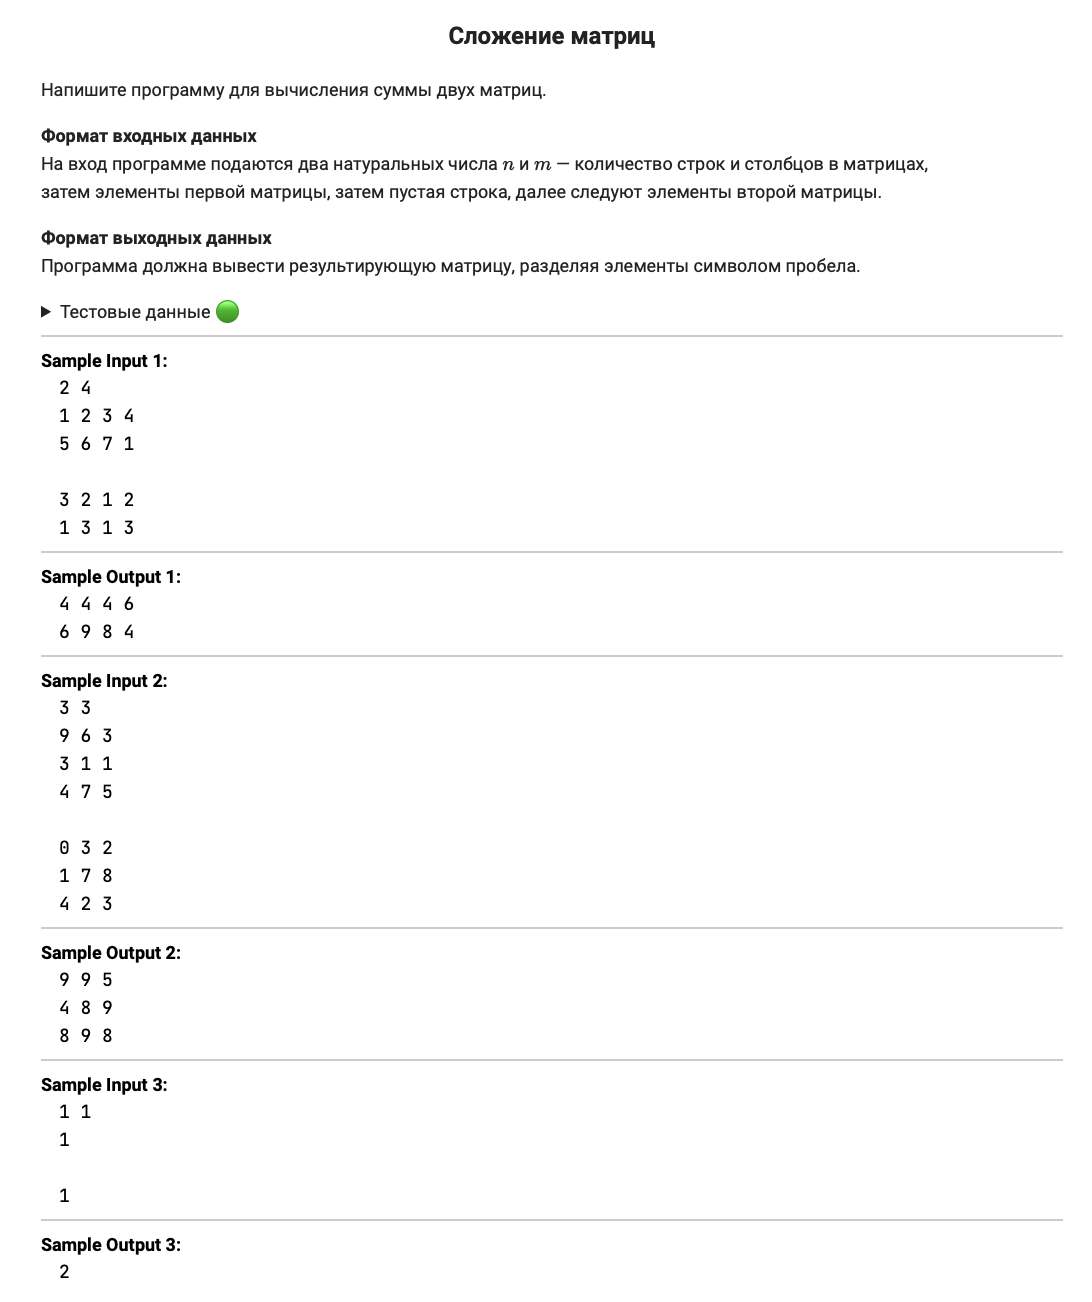 Сложение матриц
Напишите программу для вычисления суммы двух матриц.
Формат входных данных
На вход программе подаются два натуральных числа n и m — количество строк и столбцов в матрицах,
затем элементы первой матрицы, затем пустая строка, далее следуют элементы второй матрицы.
Формат выходных данных
Программа должна вывести результирующую матрицу, разделяя элементы символом пробела.
Тестовые данные
Sample Input 1:
2 4
1 2 3 4
5 6 7 1
3 2 1 2
1 3 1 3
Sample Output 1:
4 4 4 6
6 9 8 4
Sample Input 2:
3 3
9 6 3
3 1 1
4 7 5
0 3 2
1 7 8
4 2 3
Sample Output 2:
9 9 5
4 8 9
8 9 8
Sample Input 3:
1 1
1
1
Sample Output 3:
2